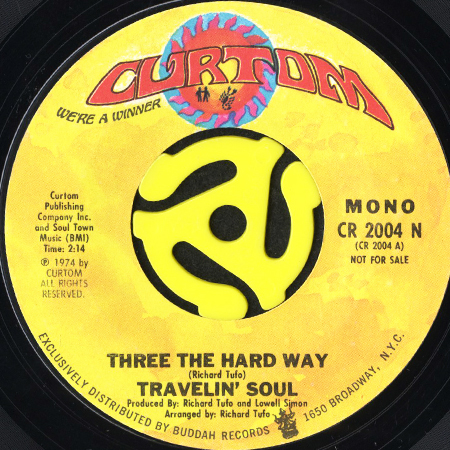 CURTOM
WE'RE A WINNER
Curtom
Publishing
Company Inc.
and Soul Town
Music (BMI)
Time: 2:14
℗ 1974 by
CURTOM
ALL RIGHTS
RESERVED.
MONO
CR 2004 N
(CR 2004 A)
NOT FOR SALE
THREE THE HARD WAY
(Richard Tufo)
TRAVELIN' SOUL
Produced By: Richard Tufo and Lowell Simon
Arranged by: Richard Tufo
EXCLUSIVELY DISTRIBUTED BY BUDDAH RECORDS 1650 BROADWAY, N.Y.C.